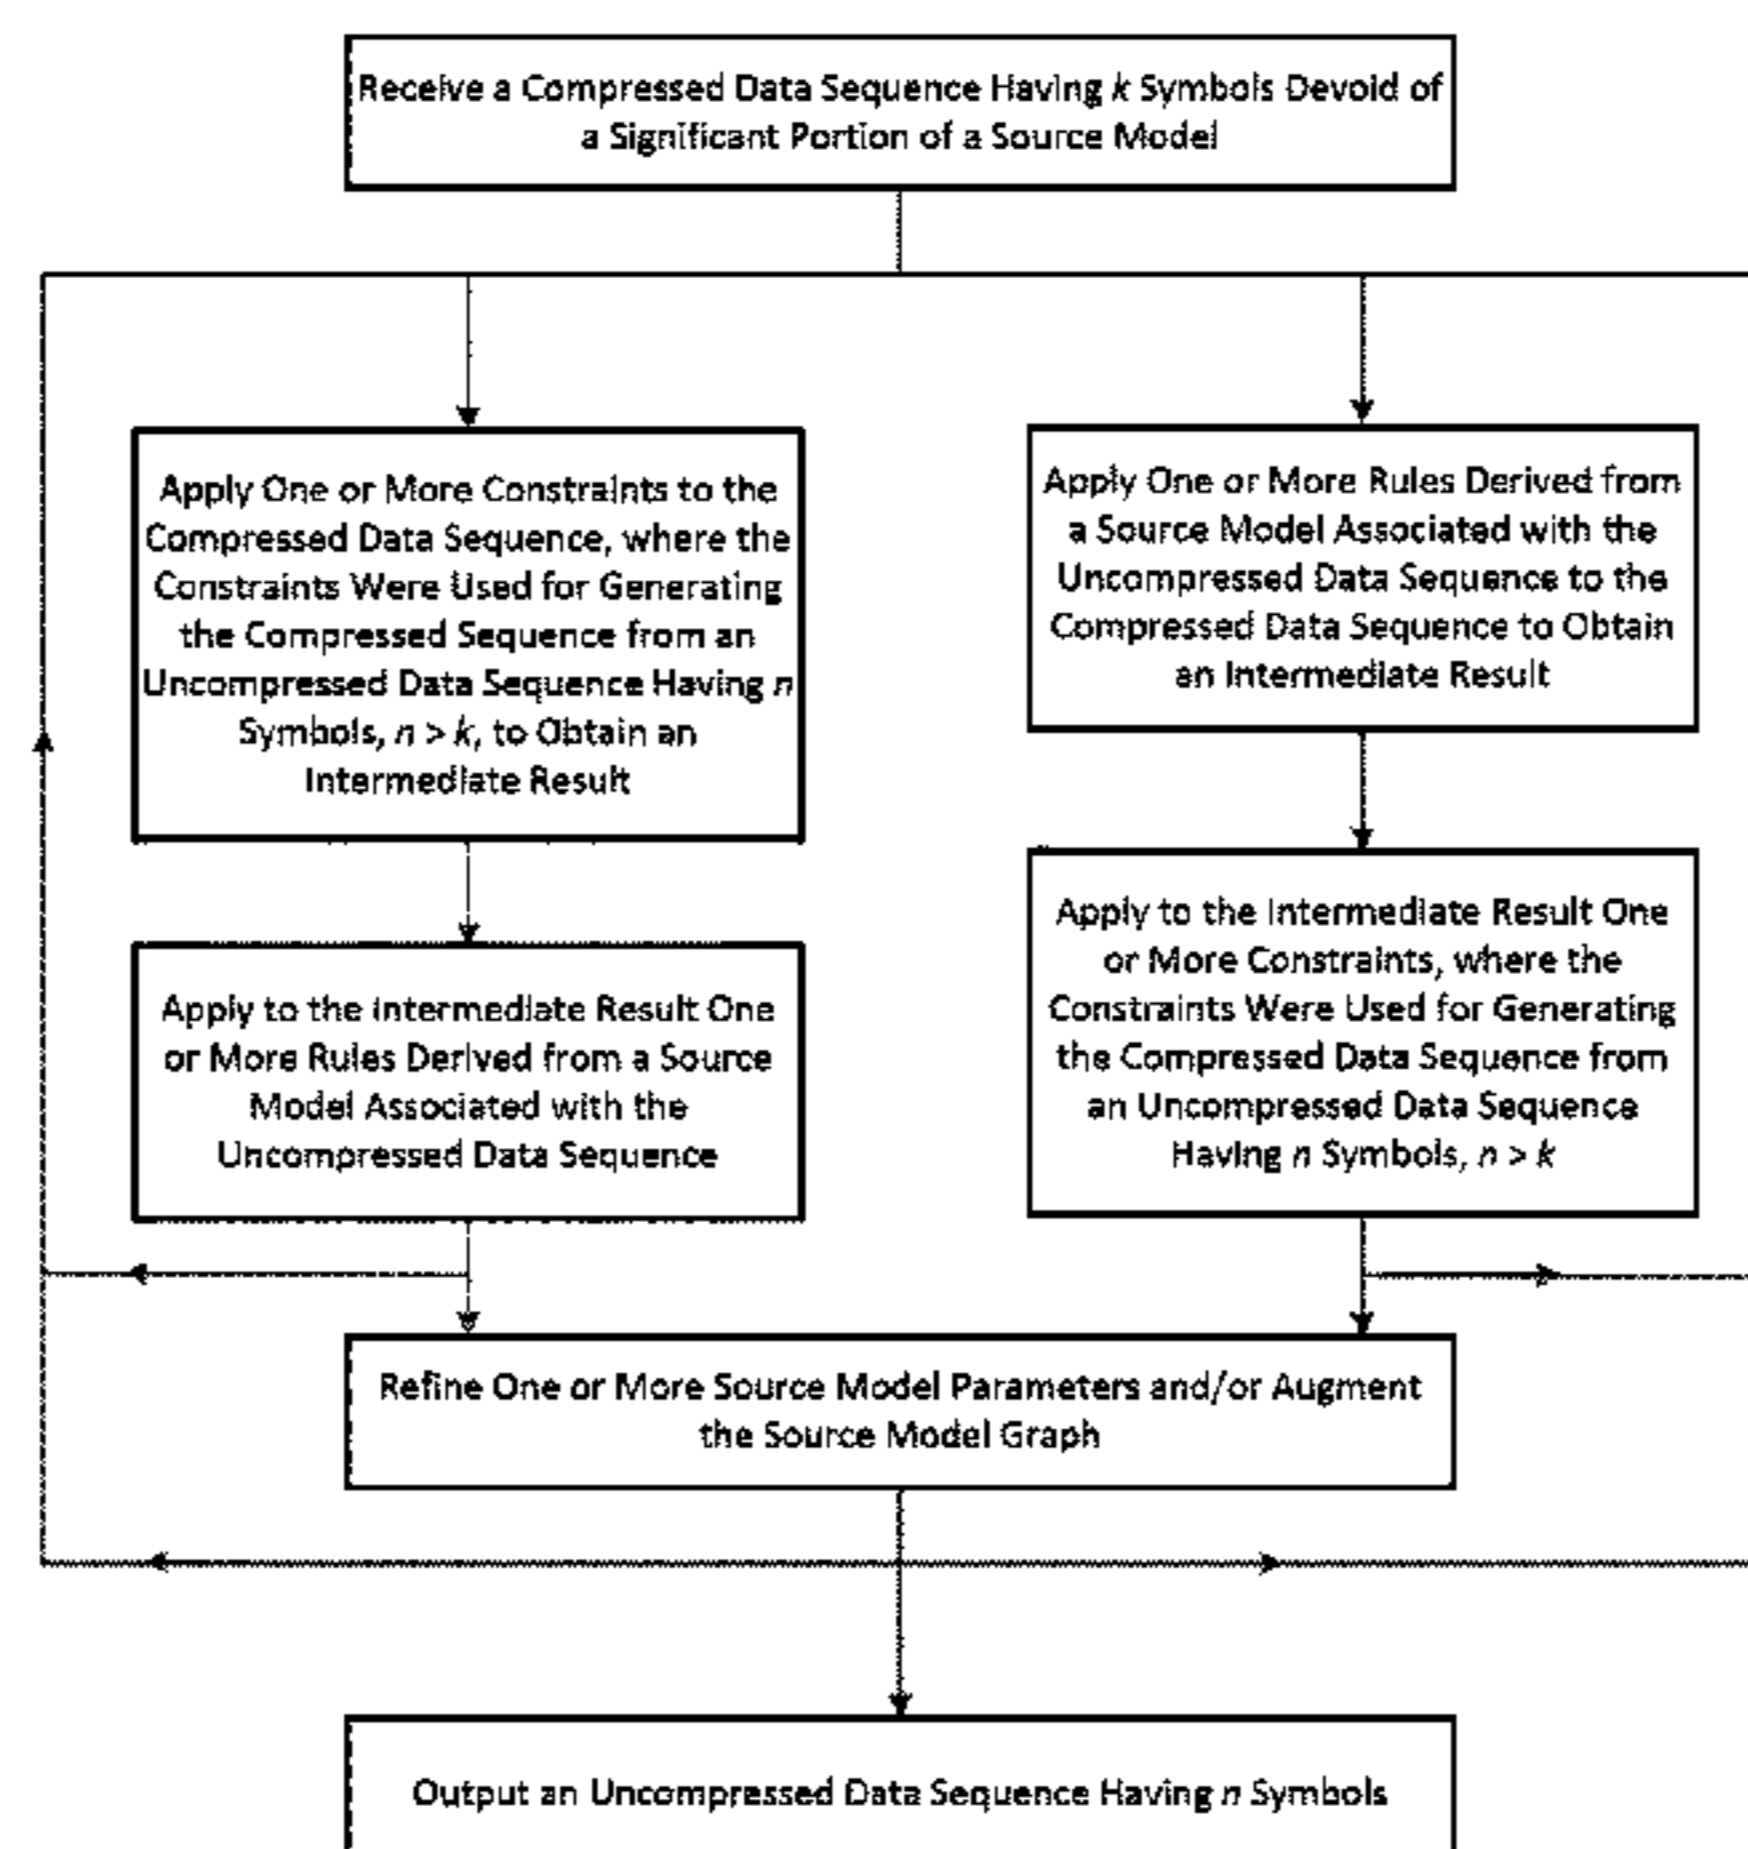 Receive a Compressed Data Sequence Having k Symbols Devoid of
a Significant Portion of a Source Model
Apply One or More Constraints to the
Compressed Data Sequence, where the
Constraints Were Used for Generating
the Compressed Sequence from an
Uncompressed Data Sequence Having n
Symbols, n > k, to Obtain an
Intermediate Result
Apply to the Intermediate Result One
or More Rules Derived from a Source
Model Associated with the
Uncompressed Data Sequence
Apply One or More Rules Derived from
a Source Model Associated with the
Uncompressed Data Sequence to the
Compressed Data Sequence to Obtain
an Intermediate Result
Apply to the Intermediate Result One
or More Constraints, where the
Constraints Were Used for Generating
the Compressed Data Sequence from
an Uncompressed Data Sequence
Having n Symbols, n > k
Refine One or More Source Model Parameters and/or Augment
the Source Model Graph
Output an Uncompressed Data Sequence Having n Symbols